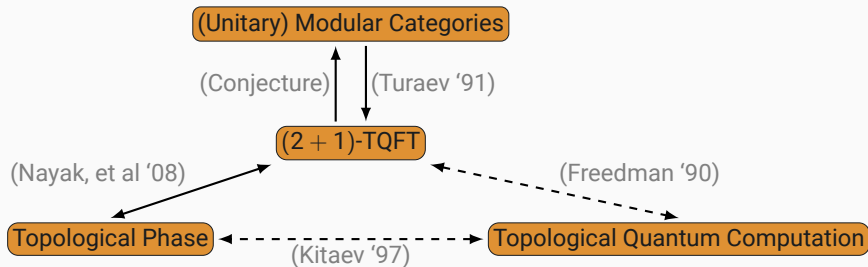 (Unitary) Modular Categories
(Conjecture)
(Turaev ‘91)
(2 + 1)-TQFT
(Nayak, et al ‘08)
(Freedman ‘90)
Topological Phase
(Kitaev ‘97)
Topological Quantum Computation